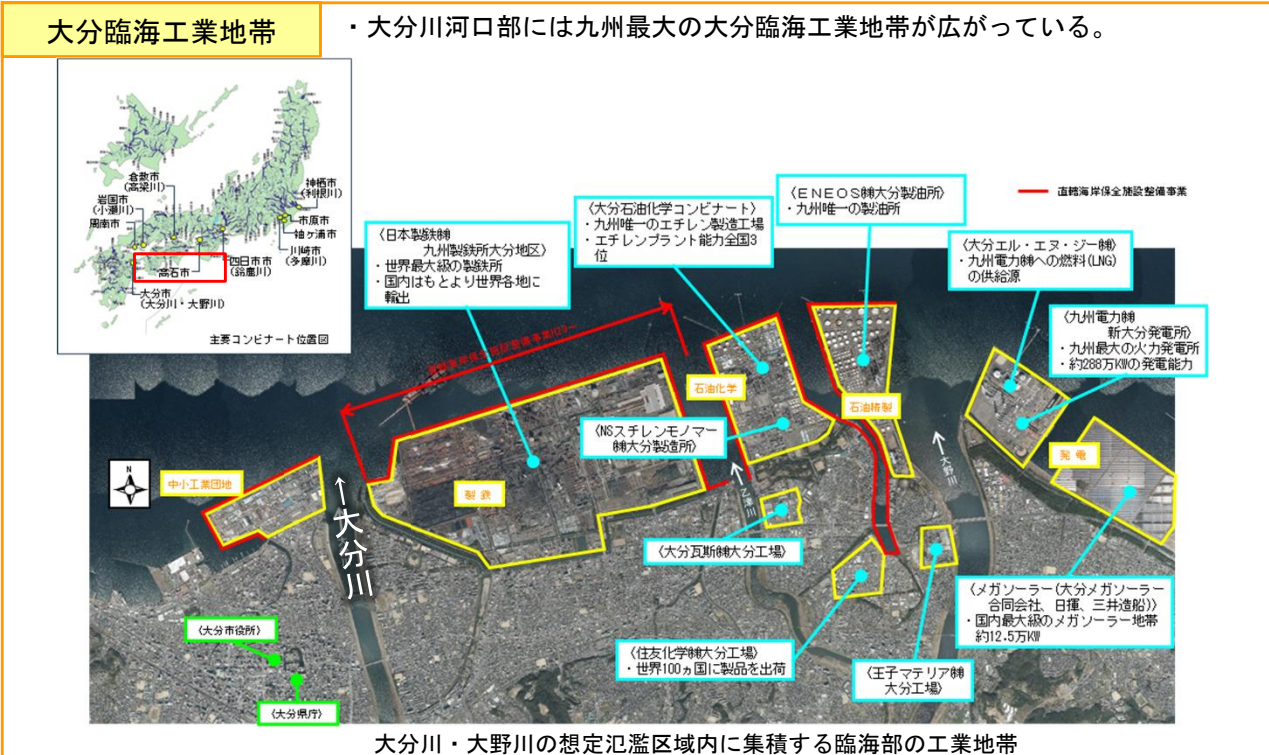 大分臨海工業地帯
・大分川河口部には九州最大の大分臨海工業地帯が広がっている。
倉敷市
(高梁川)
岩国市
(小瀬川)
周南市
神栖市
(利根川)
市原市
袖ヶ浦市
川崎市
(多摩川)
四日市市
(鈴鹿川)
高石市
大分市
(大分川・大野川)
主要コンビナート位置図
直轄海岸保全施設整備事業
〈日本製鉄㈱
九州製鉄所大分地区〉
・世界最大級の製鉄所
・国内はもとより世界各地に
輸出
〈大分石油化学コンビナート〉
・九州唯一のエチレン製造工場
・エチレンプラント能力全国3
位
〈ENEOS㈱大分製油所〉
・九州唯一の製油所
〈大分エル・エヌ・ジー㈱〉
・九州電力㈱への燃料(LNG)
の供給源
〈九州電力㈱
新大分発電所〉
・九州最大の火力発電所
・約288万KWの発電能力
直轄海岸保全施設整備事業H29～
石油化学
石油精製
〈NSスチレンモノマー
㈱大分製造所〉
発電
N
中小工業団地
製鉄
←大分川
←乙津川
←大野川
〈大分瓦斯㈱大分工場〉
〈メガソーラー(大分メガソーラー
合同会社、日揮、三井造船)〉
・国内最大級のメガソーラー地帯
約12.5万KW
〈大分市役所〉
〈大分県庁〉
〈住友化学㈱大分工場〉
・世界100ヵ国に製品を出荷
〈王子マテリア㈱
大分工場〉
大分川・大野川の想定氾濫区域内に集積する臨海部の工業地帯